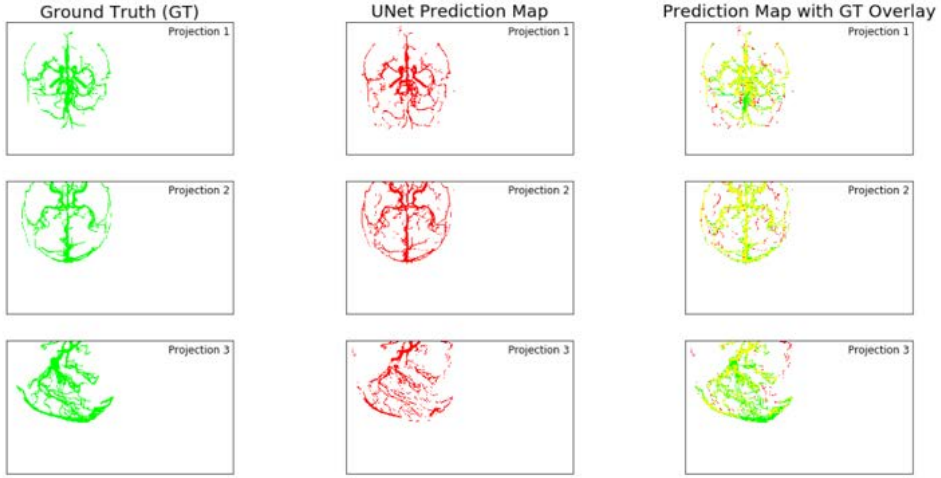 Ground Truth (GT)
UNet Prediction Map
Prediction Map with GT Overlay
Projection 1
Projection 1
Projection 1
Projection 2
Projection 2
Projection 2
Projection 3
Projection 3
Projection 3